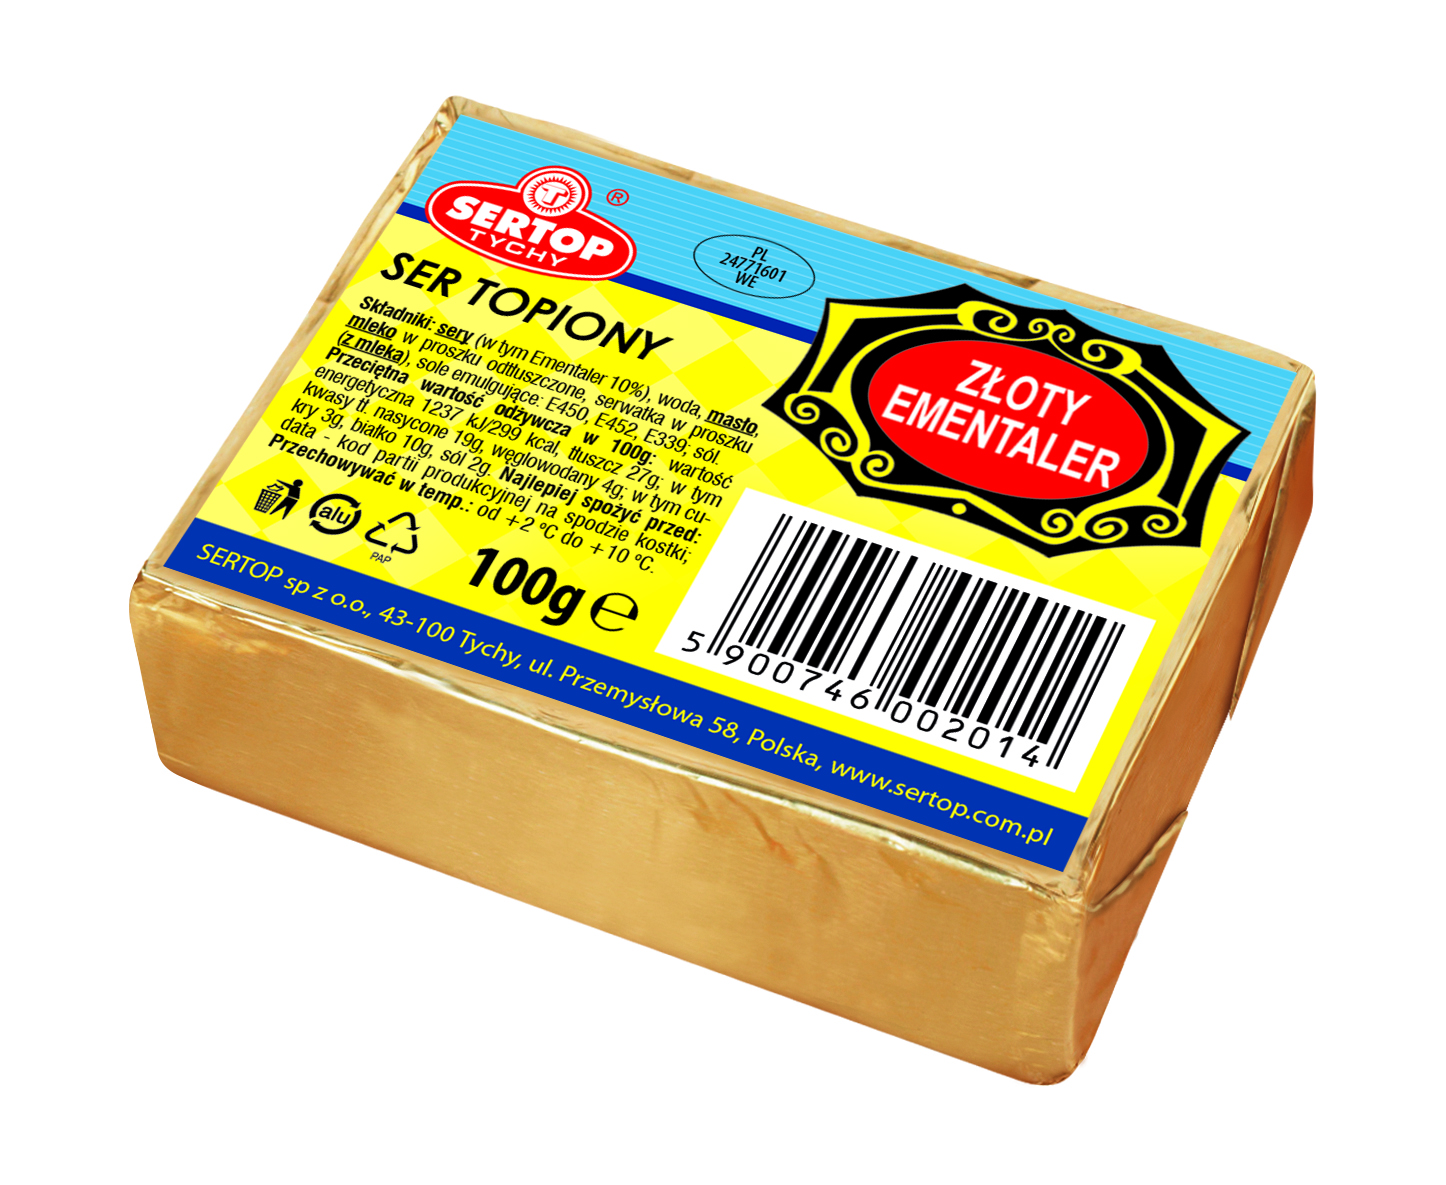 SERTOP
TYCHY
®
PL
24771601
WE
SER TOPIONY
ZŁOTY
EMENTALER
Składniki: sery (w tym Ementaler 10%), woda, masło,
mleko w proszku odtłuszczone, serwatka w proszku
(z mleka), sole emulgujące: E450, E452, E339; sól.
Przeciętna wartość odżywcza w 100g: wartość
energetyczna 1237 kJ/299 kcal, tłuszcz 27g; w tym
kwasy tł. nasycone 19g, węglowodany 4g; w tym cu-
kry 3g, białko 10g, sól 2g. Najlepiej spożyć przed:
data - kod partii produkcyjnej na spodzie kostki;
Przechowywać w temp.: od +2 °C do +10 °C.
alu
PAP
100g e
5 900746 002014
SERTOP sp z o.o., 43-100 Tychy, ul. Przemysłowa 58, Polska, www.sertop.com.pl